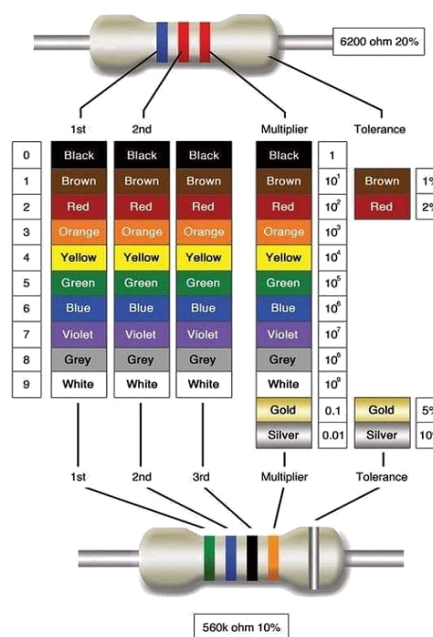 6200 ohm 20%
1st 2nd Multiplier Tolerance
0 Black Black Black Black 1
1 Brown Brown Brown Brown 10¹ Brown 1%
2 Red Red Red Red 10² Red 2%
3 Orange Orange Orange Orange 10³
4 Yellow Yellow Yellow Yellow 10⁴
5 Green Green Green Green 10⁵
6 Blue Blue Blue Blue 10⁶
7 Violet Violet Violet Violet 10⁷
8 Grey Grey Grey Grey 10⁸
9 White White White White 10⁹
Gold 0.1 Gold 5%
Silver 0.01 Silver 10%
1st 2nd 3rd Multiplier Tolerance
560k ohm 10%